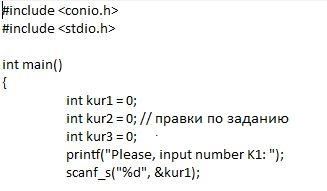 #include <conio.h>
#include <stdio.h>
int main()
{
int kur1 = 0;
int kur2 = 0; // правки по заданию
int kur3 = 0;
printf("Please, input number K1: ");
scanf_s("%d", &kur1);